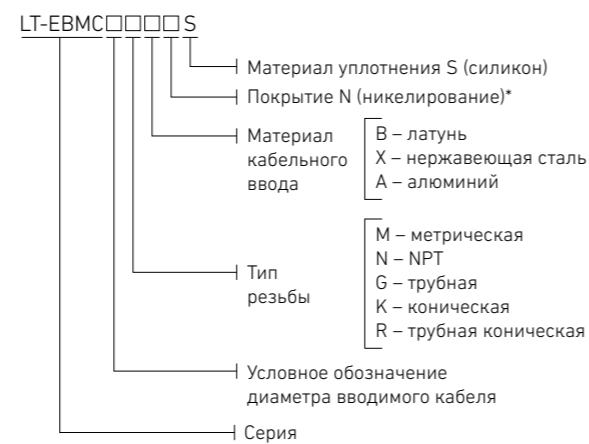 LT-EBMC□□□□S
Материал уплотнения S (силикон)
Покрытие N (никелирование)*
Материал
кабельного
ввода
B – латунь
X – нержавеющая сталь
A – алюминий
Тип
резьбы
M – метрическая
N – NPT
G – трубная
K – коническая
R – трубная коническая
Условное обозначение
диаметра вводимого кабеля
Серия